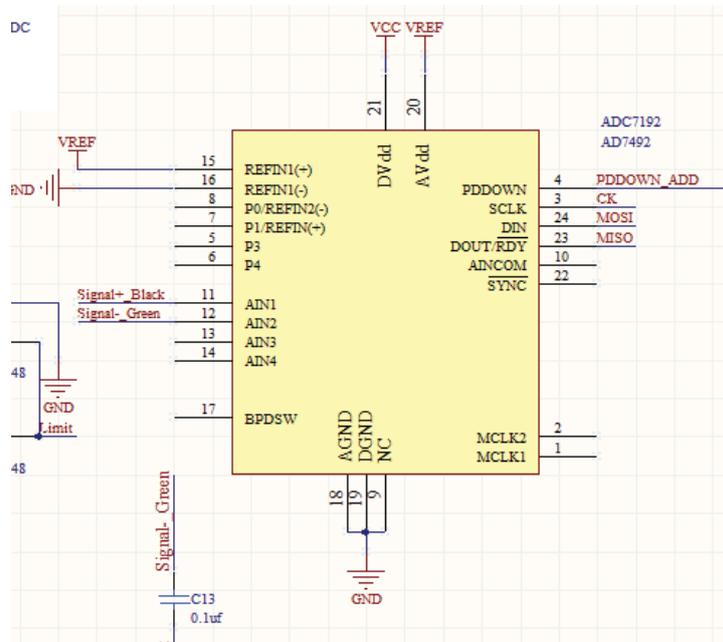 DC
VCC VREF
21
20
ADC7192
AD7492
VREF
15
REFIN1(+)
DVdd
AVdd
16
REFIN1(-)
PDDOWN
4
PDDOWN_ADD
8
P0/REFIN2(-)
SCLK
3
CK
7
P1/REFIN(+)
DIN
24
MOSI
5
P3
DOUT/RDY
23
MISO
6
P4
AINCOM
10
SYNC
22
Signal+_Black
11
AIN1
Signal-_Green
12
AIN2
13
AIN3
14
AIN4
48
GND
Limit
17
BPDSW
AGND
DGND
NC
MCLK2
2
MCLK1
1
48
18
19
9
Signal-_Green
GND
C13
0.1uf